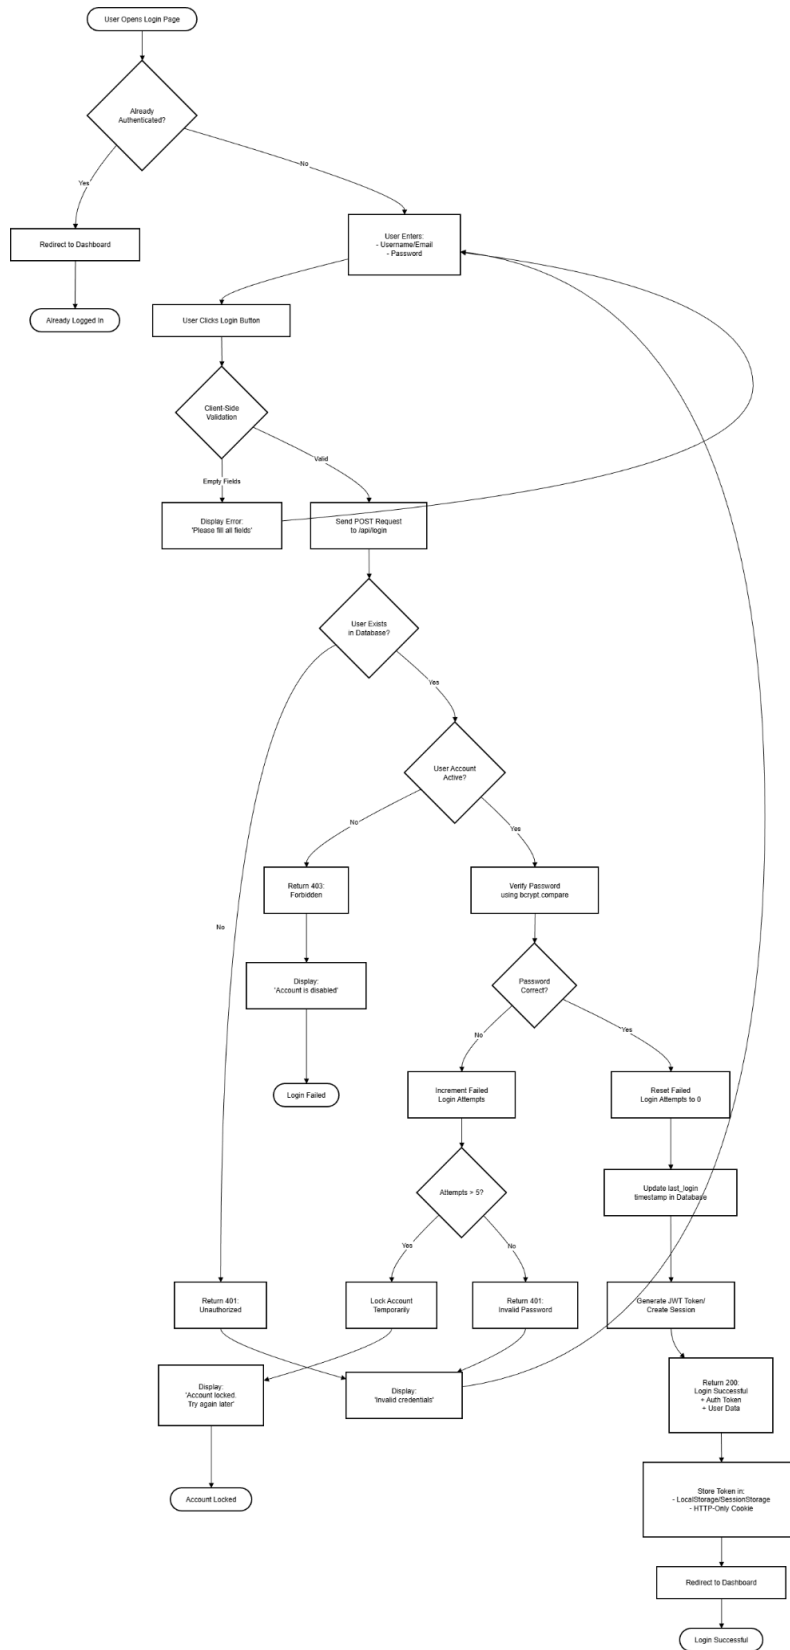 User Opens Login Page
Already
Authenticated?
No
Yes
User Enters:
- Username/Email
- Password
Redirect to Dashboard
User Clicks Login Button
Already Logged In
Client-Side
Validation
Valid
Empty Fields
Display Error:
'Please fill all fields'
Send POST Request
to /api/login
User Exists
in Database?
Yes
User Account
Active?
No
Yes
Return 403:
Forbidden
Verify Password
using bcrypt.compare
No
Display:
'Account is disabled'
Password
Correct?
No
Yes
Login Failed
Increment Failed
Login Attempts
Reset Failed
Login Attempts to 0
Attempts > 5?
Update last_login
timestamp in Database
Yes
No
Return 401:
Unauthorized
Lock Account
Temporarily
Return 401:
Invalid Password
Generate JWT Token/
Create Session
Display:
'Account locked.
Try again later'
Display:
'Invalid credentials'
Return 200:
Login Successful
+ Auth Token
+ User Data
Account Locked
Store Token in:
- LocalStorage/SessionStorage
- HTTP-Only Cookie
Redirect to Dashboard
Login Successful